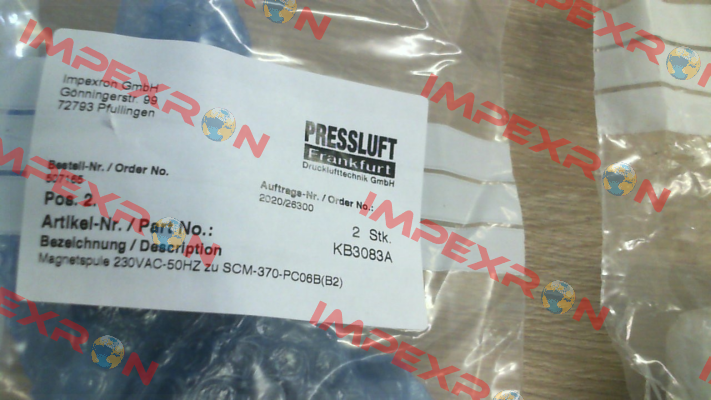 Impexron GmbH
Gönningerstr. 99
72793 Pfullingen
PRESSLUFT
Frankfurt
Drucklufttechnik GmbH
Bestell-Nr. / Order No.
507165
Auftrags-Nr. / Order No.:
2020/26300
Pos. 2.
2 Stk.
Artikel-Nr. / Part No.:
KB3083A
Bezeichnung / Description
Magnetspule 230VAC-50HZ zu SCM-370-PC06B(B2)
IMPEXRON
IMPEXRON
IMPEXRON
IMPEXRON
IMPEXRON
IMPEXRON